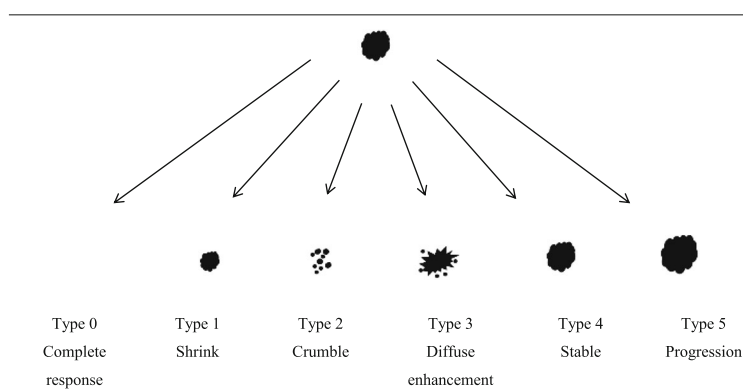 Type 0 Type 1 Type 2 Type 3 Type 4 Type 5
Complete Shrink Crumble Diffuse Stable Progression
response enhancement